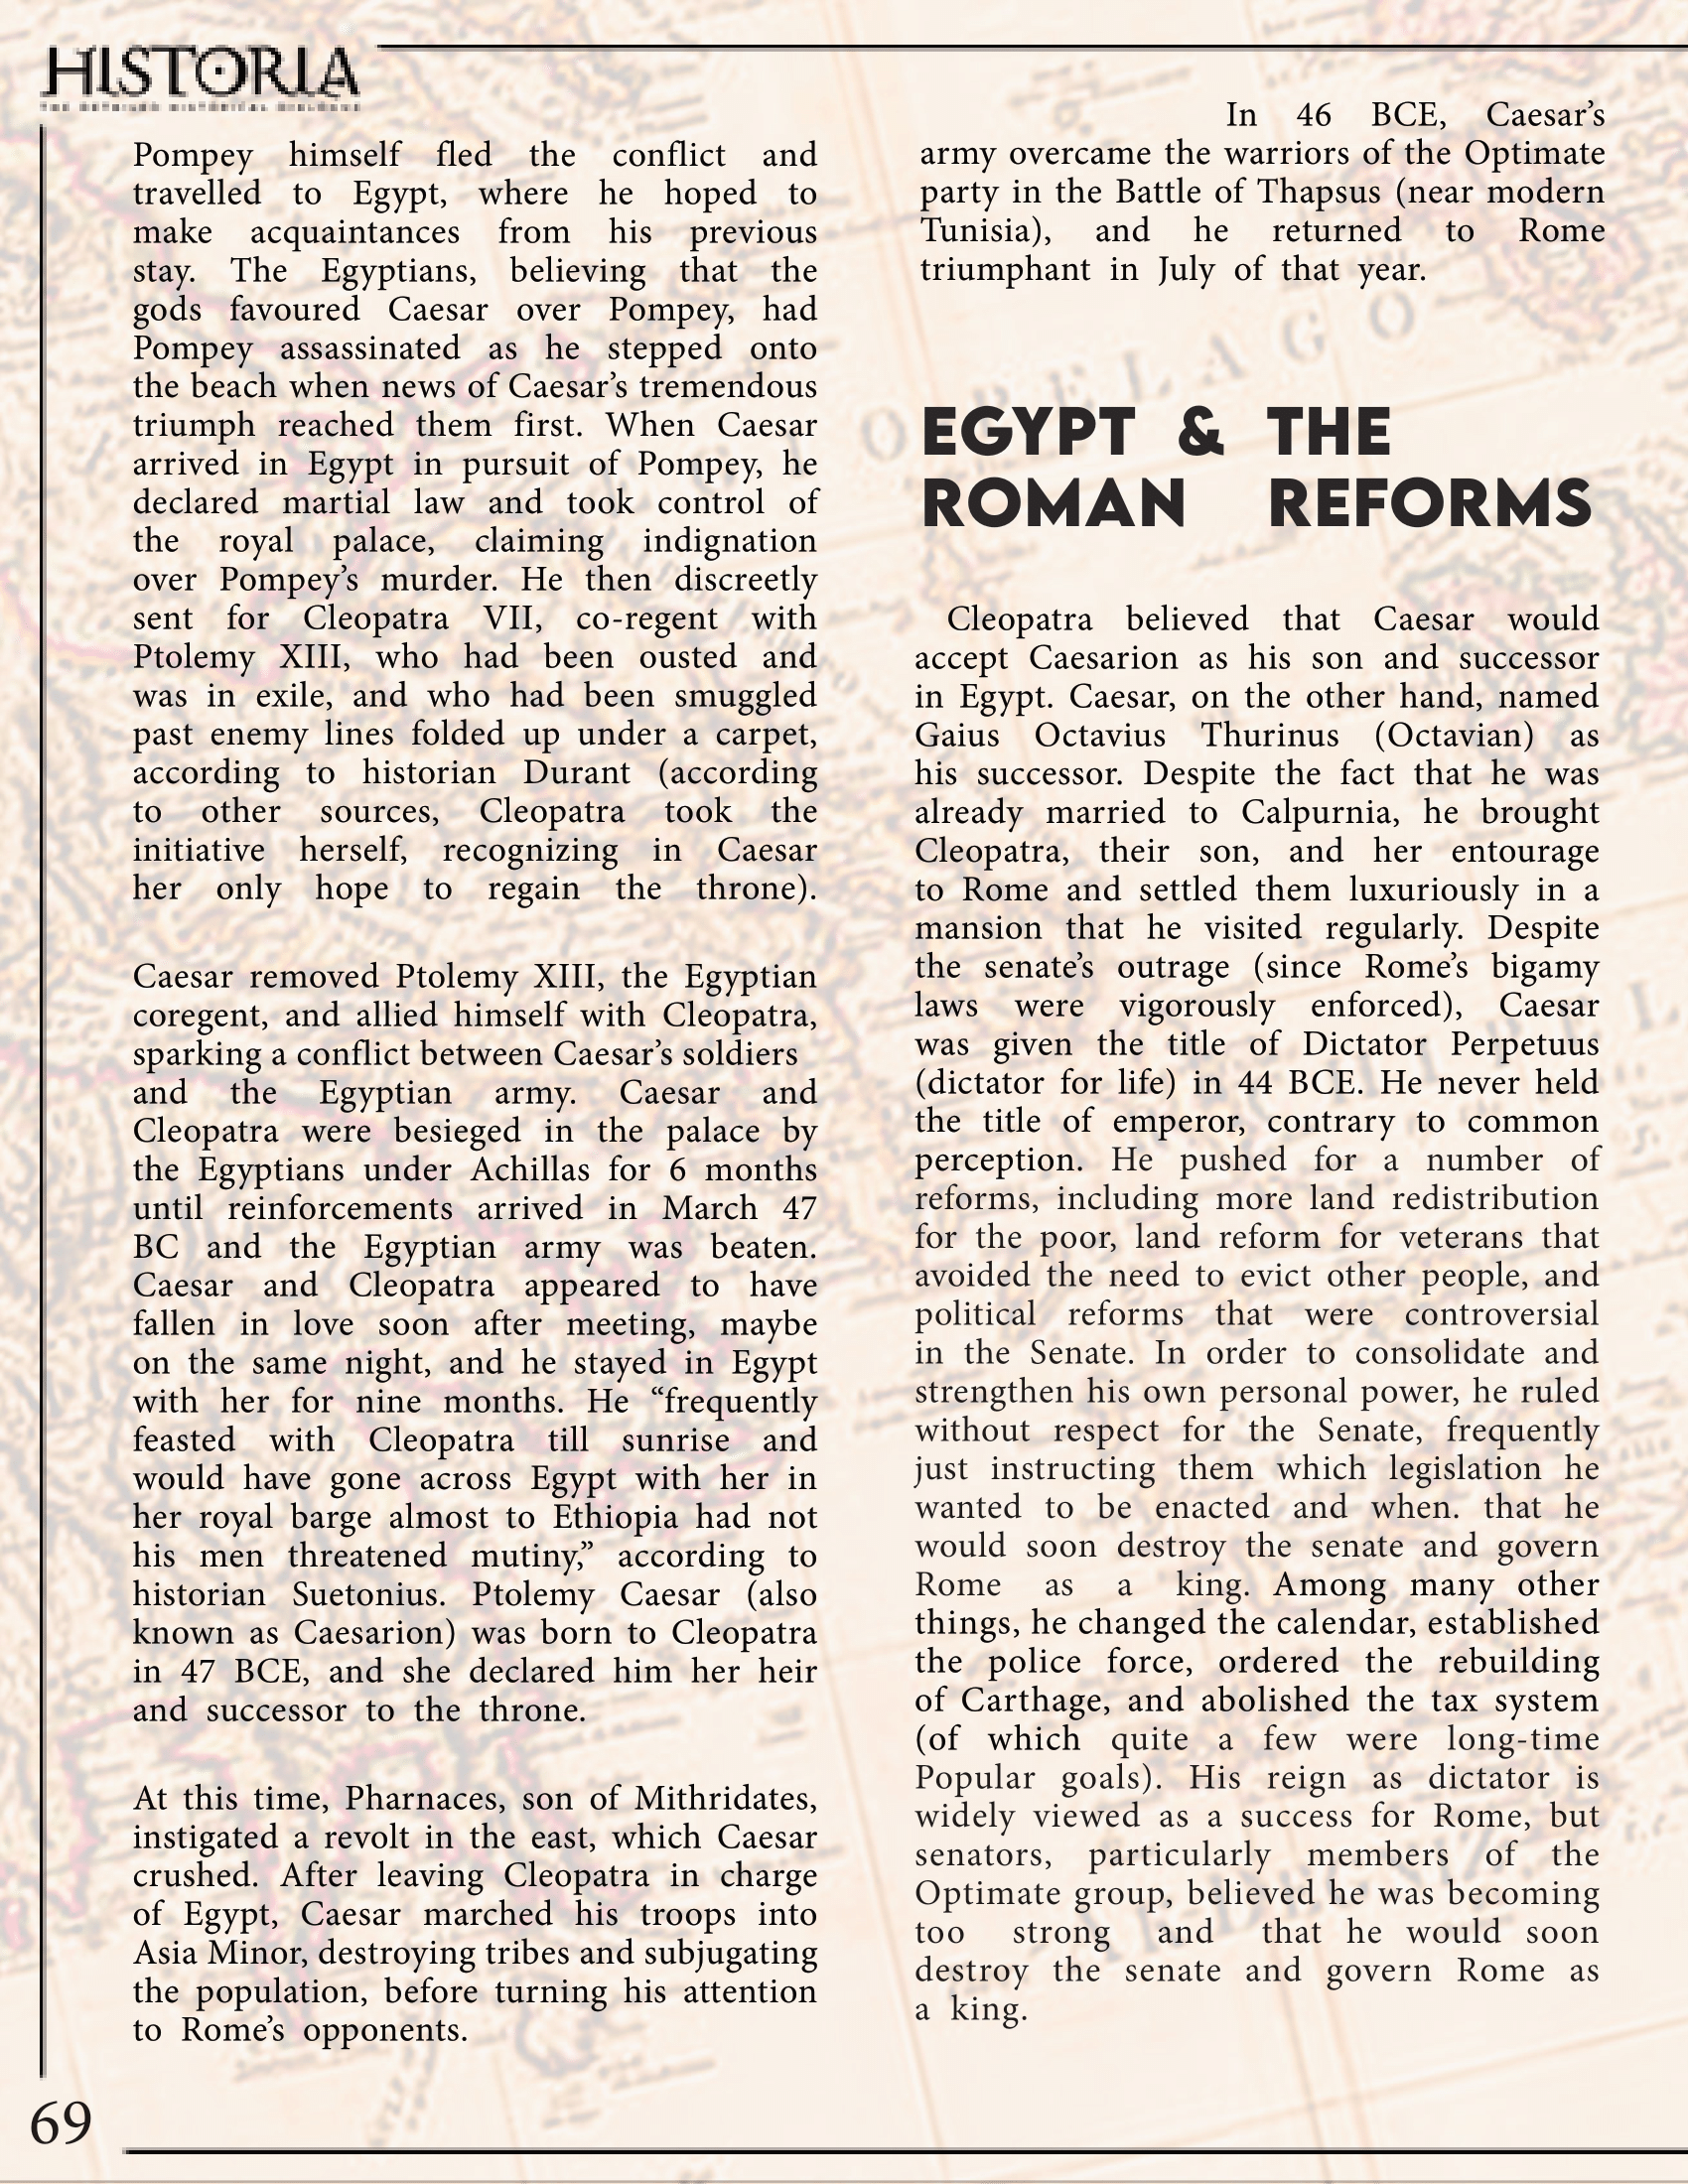 HISTORIA
THE DETAILED HISTORICAL DIALOGUE
Pompey himself fled the conflict and
travelled to Egypt, where he hoped to
make acquaintances from his previous
stay. The Egyptians, believing that the
gods favoured Caesar over Pompey, had
Pompey assassinated as he stepped onto
the beach when news of Caesar’s tremendous
triumph reached them first. When Caesar
arrived in Egypt in pursuit of Pompey, he
declared martial law and took control of
the royal palace, claiming indignation
over Pompey’s murder. He then discreetly
sent for Cleopatra VII, co-regent with
Ptolemy XIII, who had been ousted and
was in exile, and who had been smuggled
past enemy lines folded up under a carpet,
according to historian Durant (according
to other sources, Cleopatra took the
initiative herself, recognizing in Caesar
her only hope to regain the throne).
Caesar removed Ptolemy XIII, the Egyptian
coregent, and allied himself with Cleopatra,
sparking a conflict between Caesar’s soldiers
and the Egyptian army. Caesar and
Cleopatra were besieged in the palace by
the Egyptians under Achillas for 6 months
until reinforcements arrived in March 47
BC and the Egyptian army was beaten.
Caesar and Cleopatra appeared to have
fallen in love soon after meeting, maybe
on the same night, and he stayed in Egypt
with her for nine months. He “frequently
feasted with Cleopatra till sunrise and
would have gone across Egypt with her in
her royal barge almost to Ethiopia had not
his men threatened mutiny,” according to
historian Suetonius. Ptolemy Caesar (also
known as Caesarion) was born to Cleopatra
in 47 BCE, and she declared him her heir
and successor to the throne.
At this time, Pharnaces, son of Mithridates,
instigated a revolt in the east, which Caesar
crushed. After leaving Cleopatra in charge
of Egypt, Caesar marched his troops into
Asia Minor, destroying tribes and subjugating
the population, before turning his attention
to Rome’s opponents.
In 46 BCE, Caesar’s
army overcame the warriors of the Optimate
party in the Battle of Thapsus (near modern
Tunisia), and he returned to Rome
triumphant in July of that year.
EGYPT & THE
ROMAN REFORMS
Cleopatra believed that Caesar would
accept Caesarion as his son and successor
in Egypt. Caesar, on the other hand, named
Gaius Octavius Thurinus (Octavian) as
his successor. Despite the fact that he was
already married to Calpurnia, he brought
Cleopatra, their son, and her entourage
to Rome and settled them luxuriously in a
mansion that he visited regularly. Despite
the senate’s outrage (since Rome’s bigamy
laws were vigorously enforced), Caesar
was given the title of Dictator Perpetuus
(dictator for life) in 44 BCE. He never held
the title of emperor, contrary to common
perception. He pushed for a number of
reforms, including more land redistribution
for the poor, land reform for veterans that
avoided the need to evict other people, and
political reforms that were controversial
in the Senate. In order to consolidate and
strengthen his own personal power, he ruled
without respect for the Senate, frequently
just instructing them which legislation he
wanted to be enacted and when. that he
would soon destroy the senate and govern
Rome as a king. Among many other
things, he changed the calendar, established
the police force, ordered the rebuilding
of Carthage, and abolished the tax system
(of which quite a few were long-time
Popular goals). His reign as dictator is
widely viewed as a success for Rome, but
senators, particularly members of the
Optimate group, believed he was becoming
too strong and that he would soon
destroy the senate and govern Rome as
a king.
69